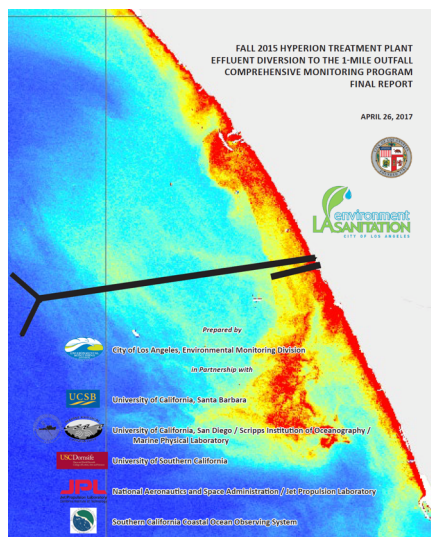 FALL 2015 HYPERION TREATMENT PLANT
EFFLUENT DIVERSION TO THE 1-MILE OUTFALL
COMPREHENSIVE MONITORING PROGRAM
FINAL REPORT
APRIL 26, 2017
environment
LASANITATION
CITY OF LOS ANGELES
Prepared by
City of Los Angeles, Environmental Monitoring Division
in Partnership with
UCSB
University of California, Santa Barbara
University of California, San Diego / Scripps Institution of Oceanography /
Marine Physical Laboratory
USCDornsife
University of Southern California
JPL
National Aeronautics and Space Administration / Jet Propulsion Laboratory
Southern California Coastal Ocean Observing System